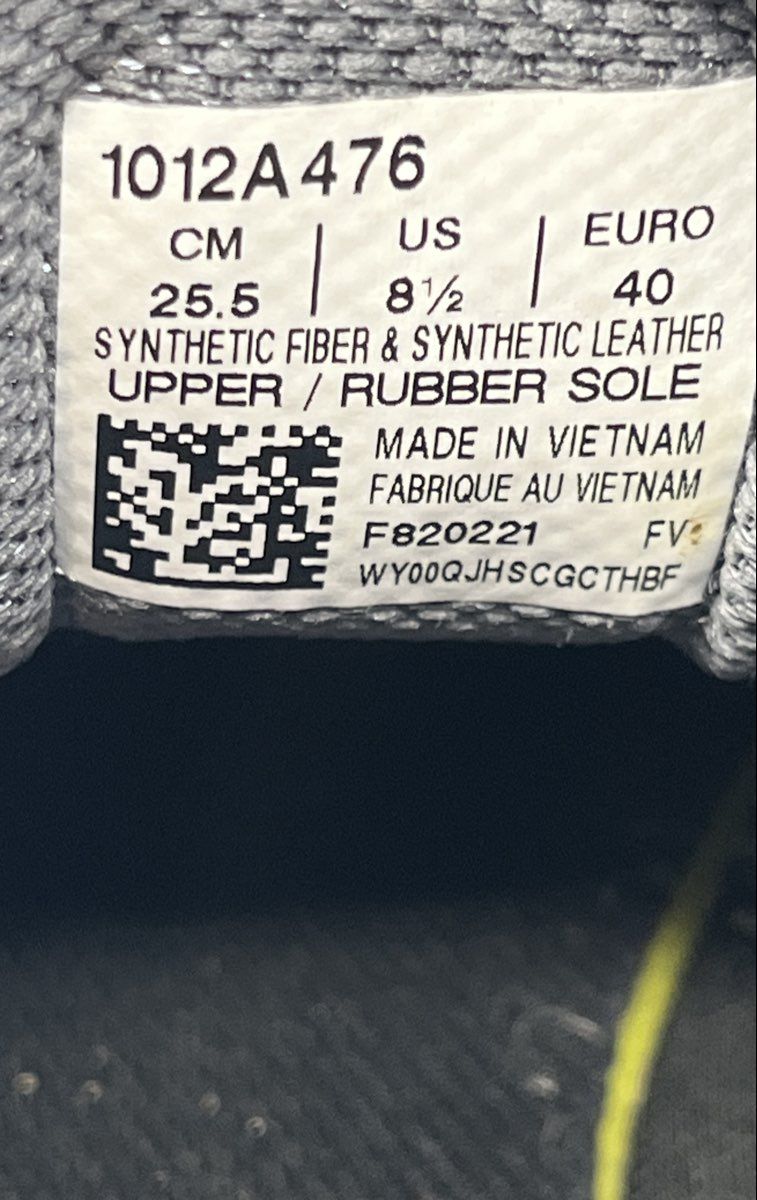 1012A476
CM | US | EURO
25.5 | 8½ | 40
SYNTHETIC FIBER & SYNTHETIC LEATHER
UPPER / RUBBER SOLE
MADE IN VIETNAM
FABRIQUE AU VIETNAM
F820221 FV
WY00QJHSCGCTHBF